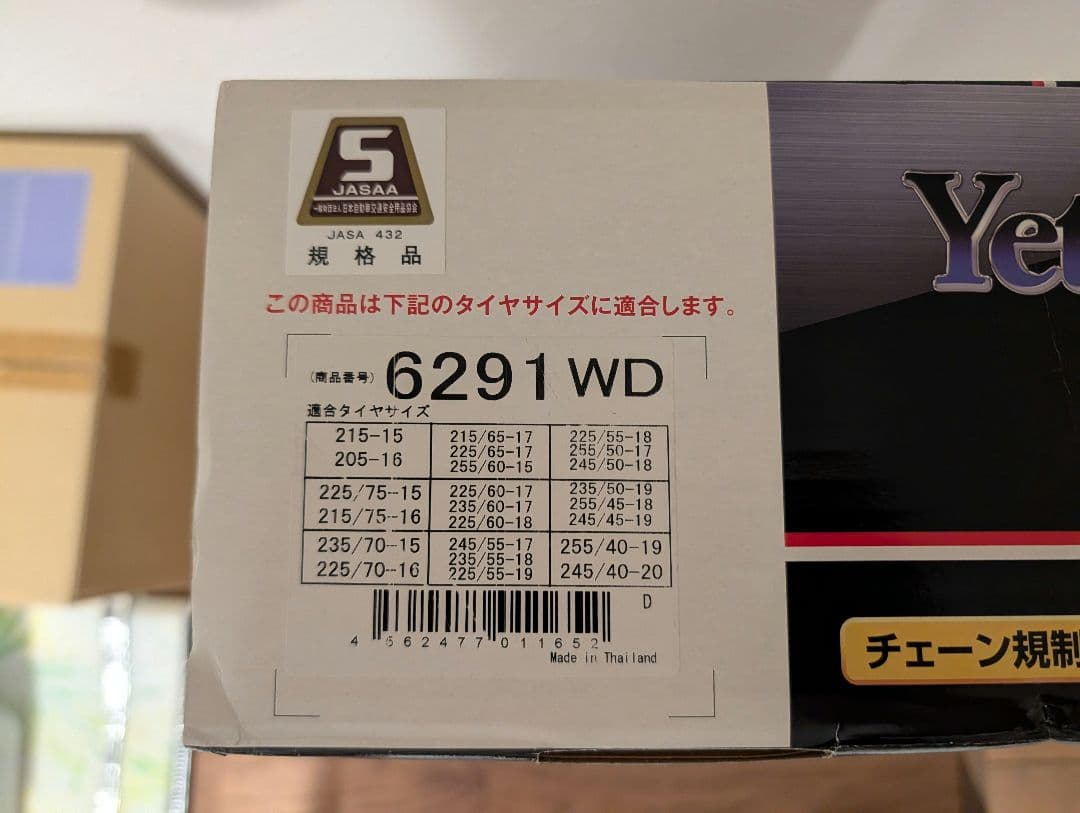 S
JASAA
一般財団法人 日本自動車交通安全用品協会
JASA 432
規格品
この商品は下記のタイヤサイズに適合します。
(商品番号) 6291 WD
適合タイヤサイズ
215-15
205-16
215/65-17
225/65-17
255/60-15
225/55-18
255/50-17
245/50-18
225/75-15
215/75-16
225/60-17
235/60-17
225/60-18
235/50-19
255/45-18
245/45-19
235/70-15
225/70-16
245/55-17
235/55-18
225/55-19
255/40-19
245/40-20
D
4 562477 011652
Made in Thailand
Yet
チェーン規制